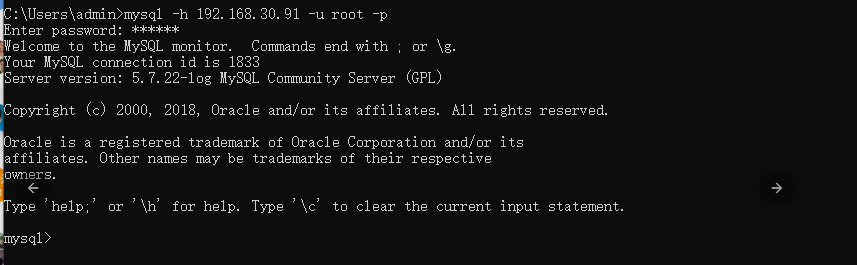 C:\Users\admin>mysql -h 192.168.30.91 -u root -p
Enter password: ******
Welcome to the MySQL monitor.  Commands end with ; or \g.
Your MySQL connection id is 1833
Server version: 5.7.22-log MySQL Community Server (GPL)
Copyright (c) 2000, 2018, Oracle and/or its affiliates. All rights reserved.
Oracle is a registered trademark of Oracle Corporation and/or its
affiliates. Other names may be trademarks of their respective
owners.
Type 'help;' or '\h' for help. Type '\c' to clear the current input statement.
mysql>